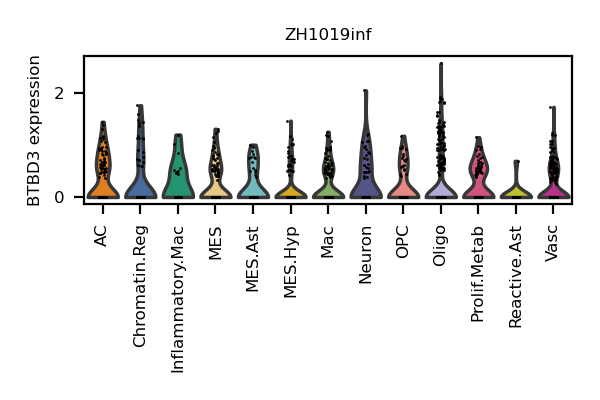 ZH1019inf
BTBD3 expression
2
0
AC
Chromatin.Reg
Inflammatory.Mac
MES
MES.Ast
MES.Hyp
Mac
Neuron
OPC
Oligo
Prolif.Metab
Reactive.Ast
Vasc